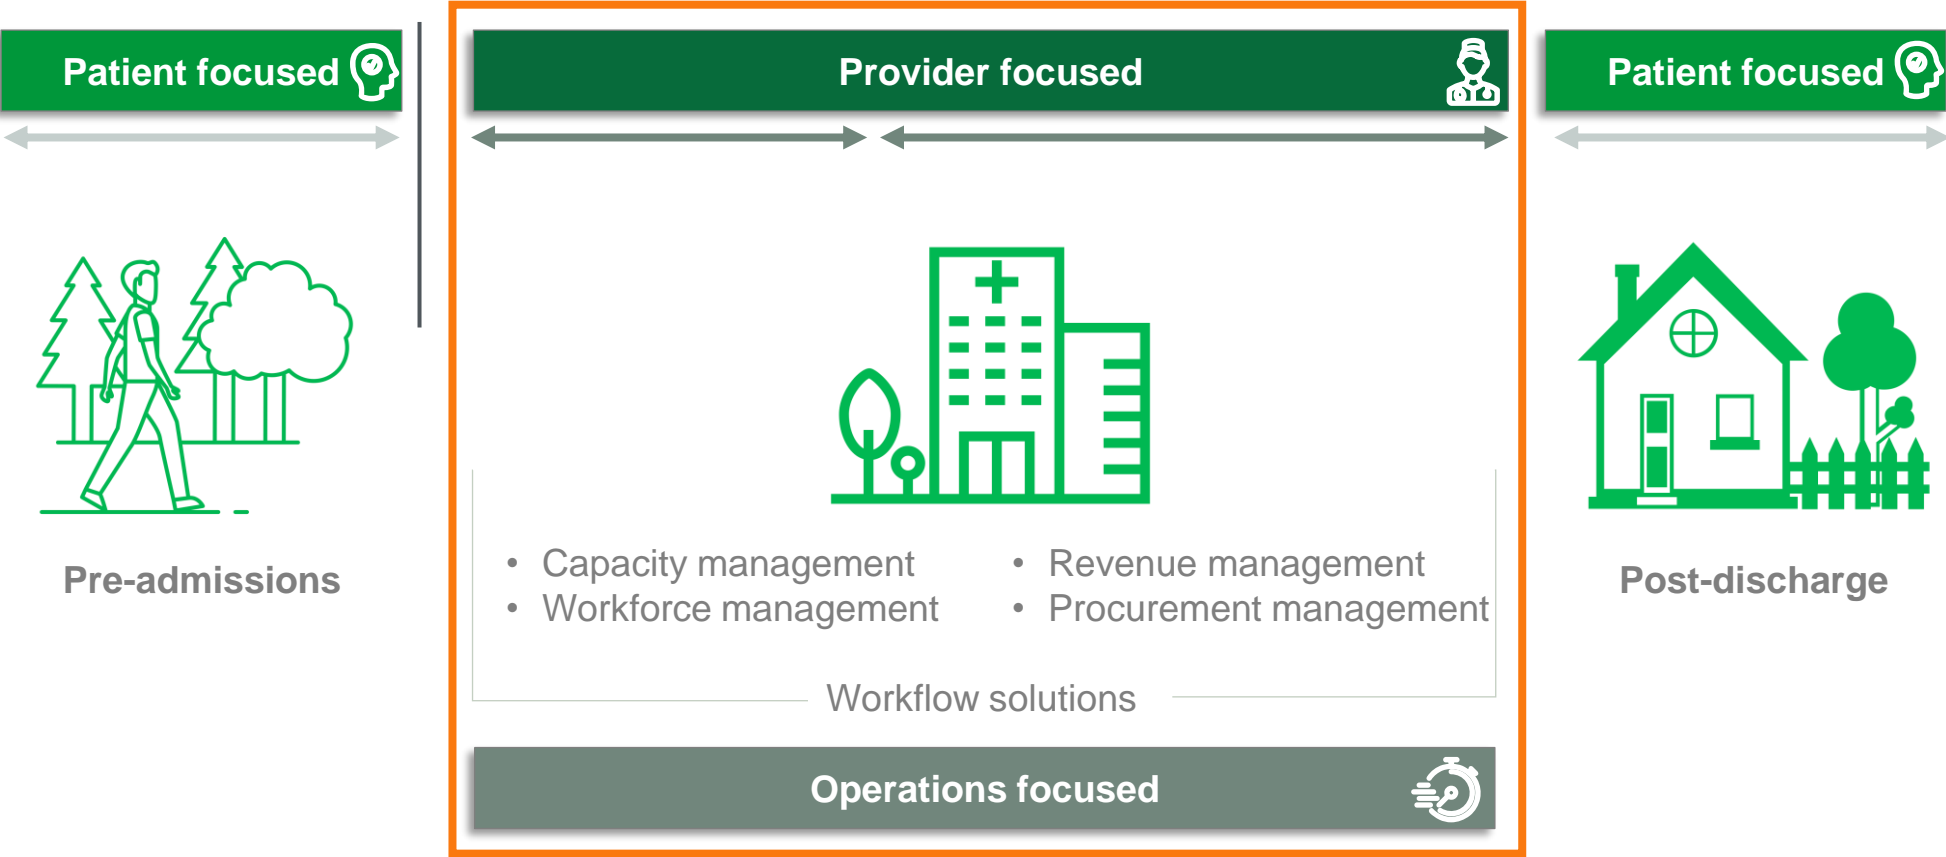 Patient focused
Provider focused
Patient focused
Pre-admissions
• Capacity management
• Workforce management
• Revenue management
• Procurement management
Post-discharge
Workflow solutions
Operations focused